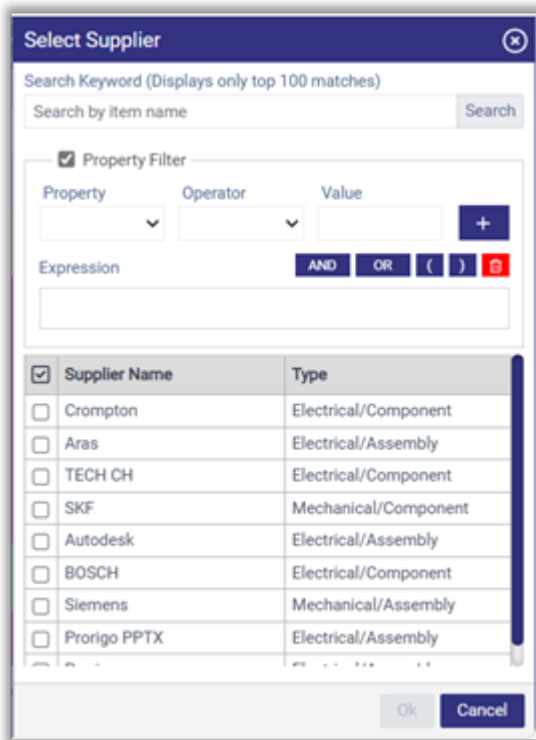 Select Supplier
Search Keyword (Displays only top 100 matches)
Search by item name Search
Property Filter
Property Operator Value
+
Expression AND OR ( )
Supplier Name Type
Crompton Electrical/Component
Aras Electrical/Assembly
TECH CH Electrical/Component
SKF Mechanical/Component
Autodesk Electrical/Assembly
BOSCH Electrical/Component
Siemens Mechanical/Assembly
Prorigo PPTX Electrical/Assembly
Ok Cancel